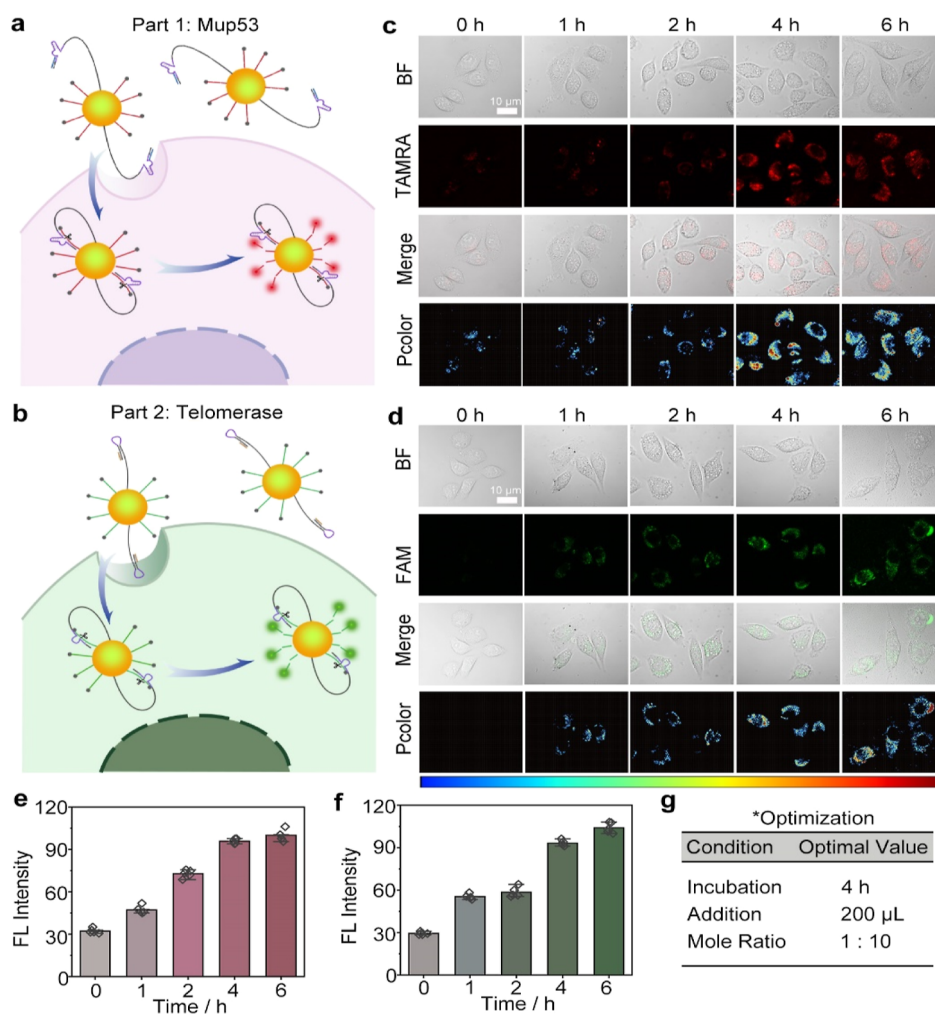 a
Part 1: Mup53
b
Part 2: Telomerase
c
0 h 1 h 2 h 4 h 6 h
BF
10 µm
TAMRA
Merge
Pcolor
d
0 h 1 h 2 h 4 h 6 h
BF
10 µm
FAM
Merge
Pcolor
e
FL Intensity
120
90
60
30
0
0 1 2 4 6
Time / h
f
FL Intensity
120
90
60
30
0
0 1 2 4 6
Time / h
g
*Optimization
Condition Optimal Value
Incubation 4 h
Addition 200 µL
Mole Ratio 1 : 10